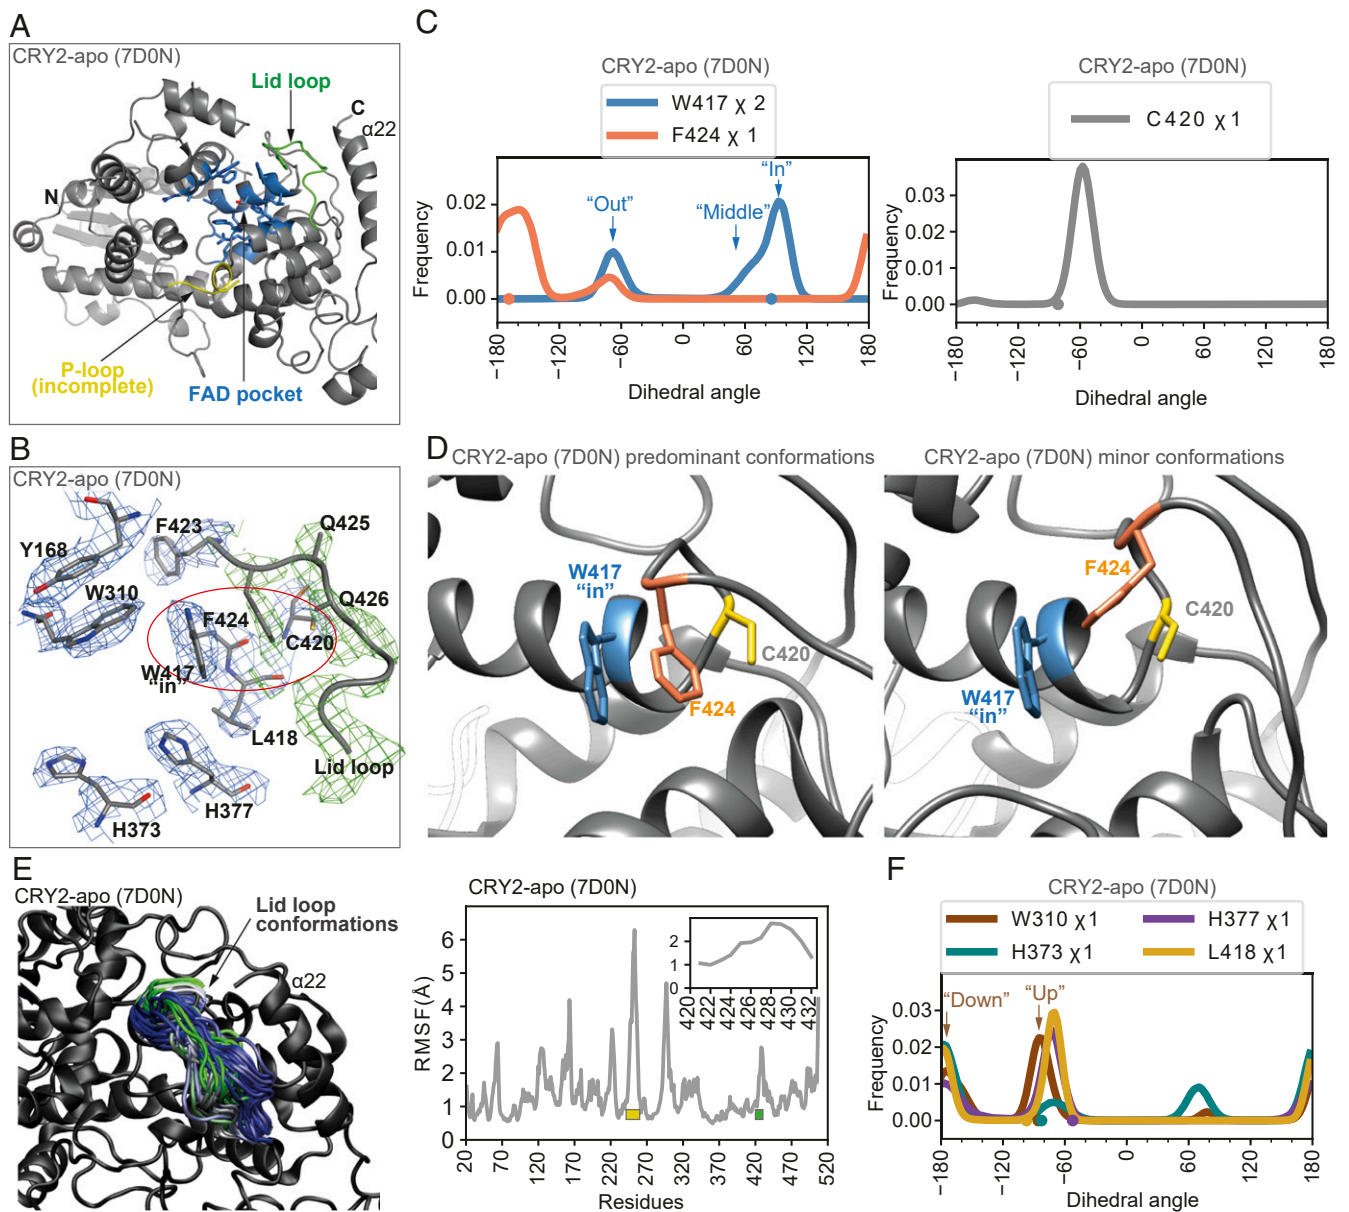 A
CRY2-apo (7D0N)
Lid loop
C
α22
N
P-loop
(incomplete)
FAD pocket
B
CRY2-apo (7D0N)
F423
Q425
Y168
W310
Q426
F424
C420
W417
“in”
L418
Lid loop
H377
H373
C
CRY2-apo (7D0N)
W417 χ 2
F424 χ 1
“In”
“Out”
“Middle”
Frequency
0.02
0.01
0.00
−180
−120
−60
0
60
120
180
Dihedral angle
CRY2-apo (7D0N)
C420 χ1
Frequency
0.03
0.02
0.01
0.00
−180
−120
−60
0
60
120
180
Dihedral angle
D
CRY2-apo (7D0N) predominant conformations
W417
“in”
C420
F424
CRY2-apo (7D0N) minor conformations
F424
C420
W417
“in”
E
CRY2-apo (7D0N)
Lid loop
conformations
α22
CRY2-apo (7D0N)
RMSF(Å)
6
5
4
3
2
1
0
2
1
0
420
422
424
426
428
430
432
20
70
120
170
220
270
320
370
420
470
520
Residues
F
CRY2-apo (7D0N)
W310 χ1
H377 χ1
H373 χ1
L418 χ1
“Down”
“Up”
Frequency
0.03
0.02
0.01
0.00
−180
−120
−60
0
60
120
180
Dihedral angle